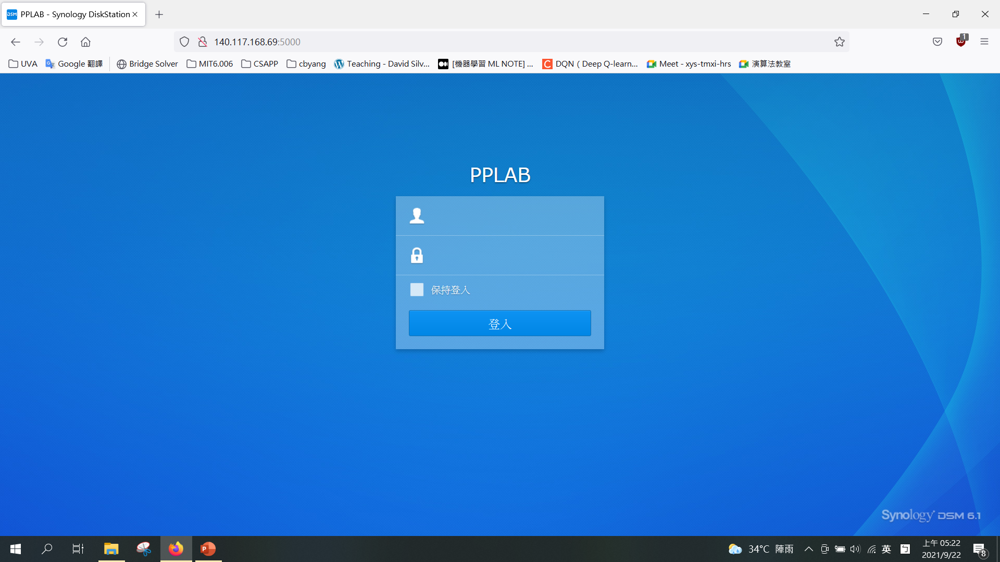 DSM PPLAB - Synology DiskStation
140.117.168.69:5000
1
UVA Google 翻譯 Bridge Solver MIT6.006 CSAPP cbyang Teaching - David Silv... [機器學習 ML NOTE] ... DQN ( Deep Q-learn... Meet - xys-tmxi-hrs 演算法教室
PPLAB
保持登入
登入
Synology DSM 6.1
34°C 陣雨 英 上午 05:22
2021/9/22 8